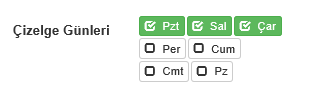 Çizelge Günleri
Pzt Sal Çar
Per Cum
Cmt Pz